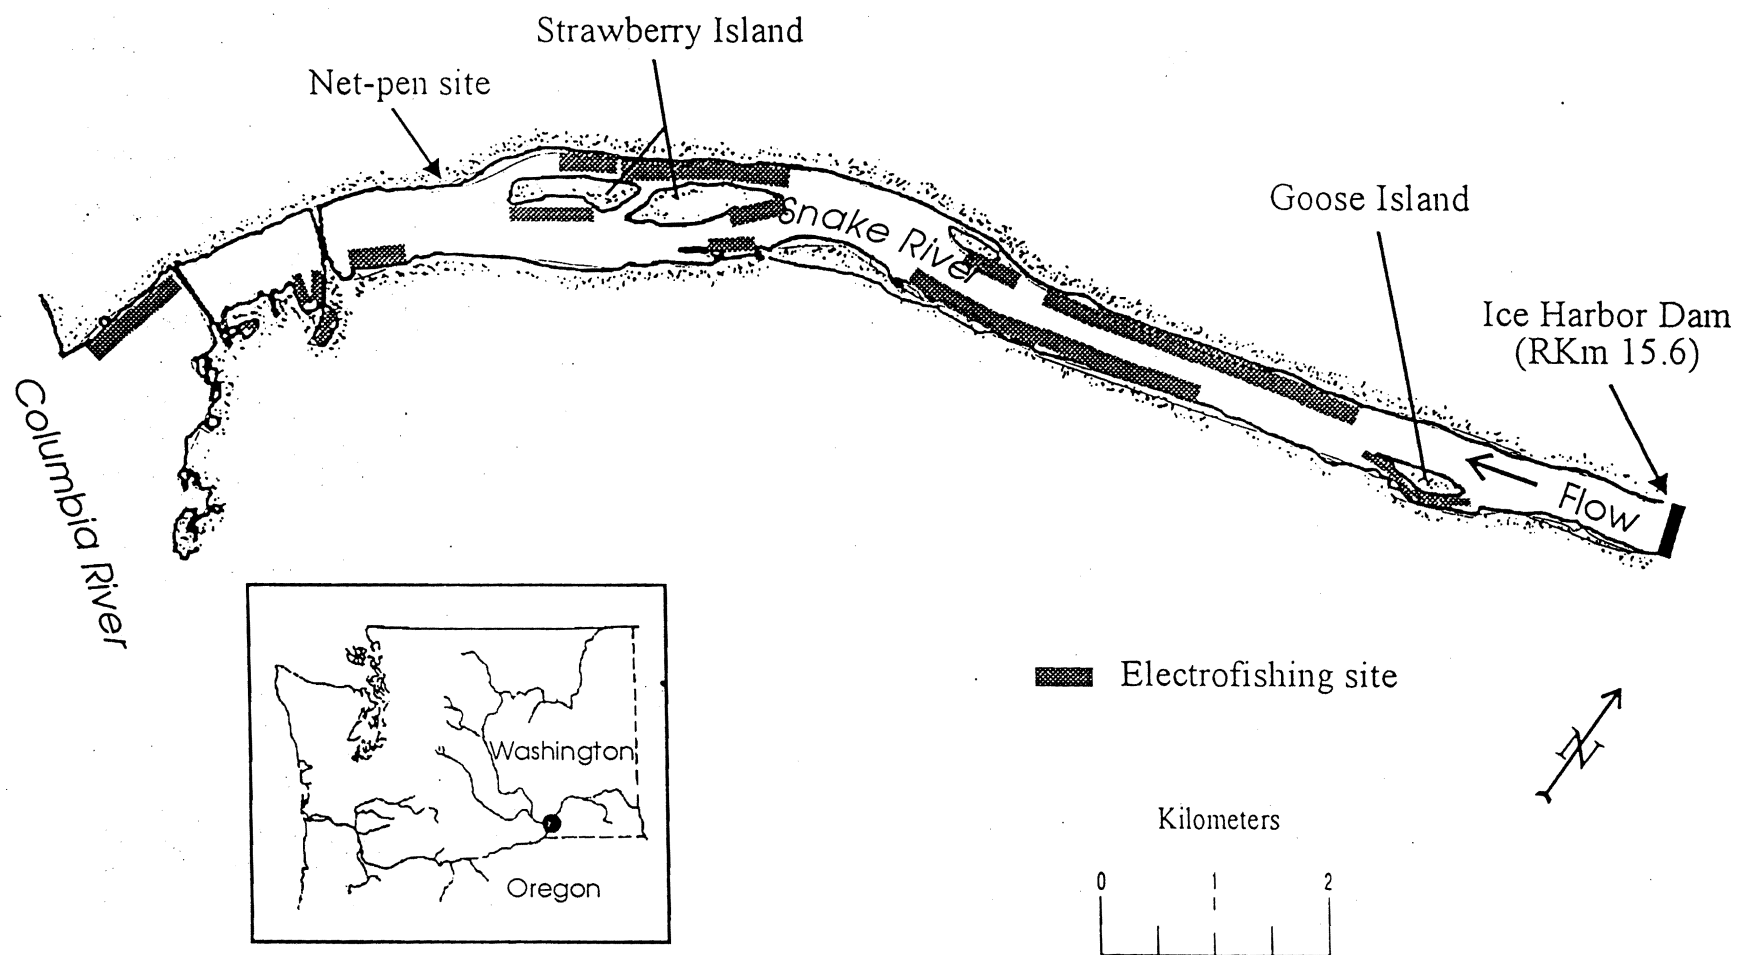 Strawberry Island
Net-pen site
Goose Island
Snake River
Ice Harbor Dam
(RKm 15.6)
Flow
Columbia River
Electrofishing site
N
Washington
Oregon
Kilometers
0 1 2